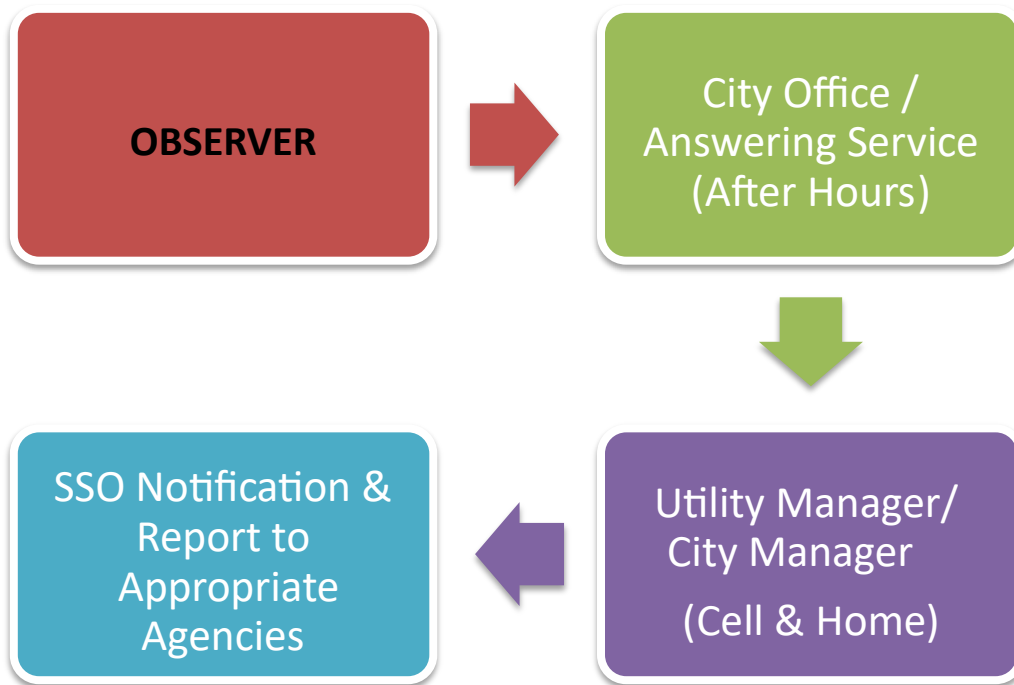 OBSERVER
City Office /
Answering Service
(After Hours)
Utility Manager/
City Manager
(Cell & Home)
SSO Notification &
Report to
Appropriate
Agencies